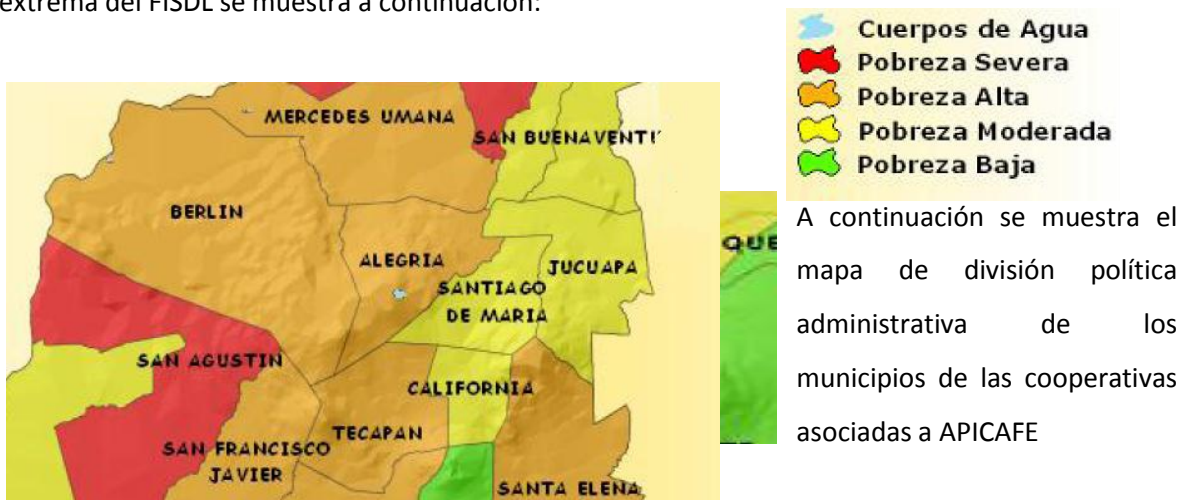 extrema del FISDL se muestra a continuación:
Cuerpos de Agua
Pobreza Severa
Pobreza Alta
Pobreza Moderada
Pobreza Baja
MERCEDES UMANA
SAN BUENAVENTU
BERLIN
ALEGRIA
JUCUAPA
SANTIAGO
DE MARIA
SAN AGUSTIN
CALIFORNIA
TECAPAN
SAN FRANCISCO
JAVIER
SANTA ELENA
QUE
A continuación se muestra el
mapa de división política
administrativa de los
municipios de las cooperativas
asociadas a APICAFE